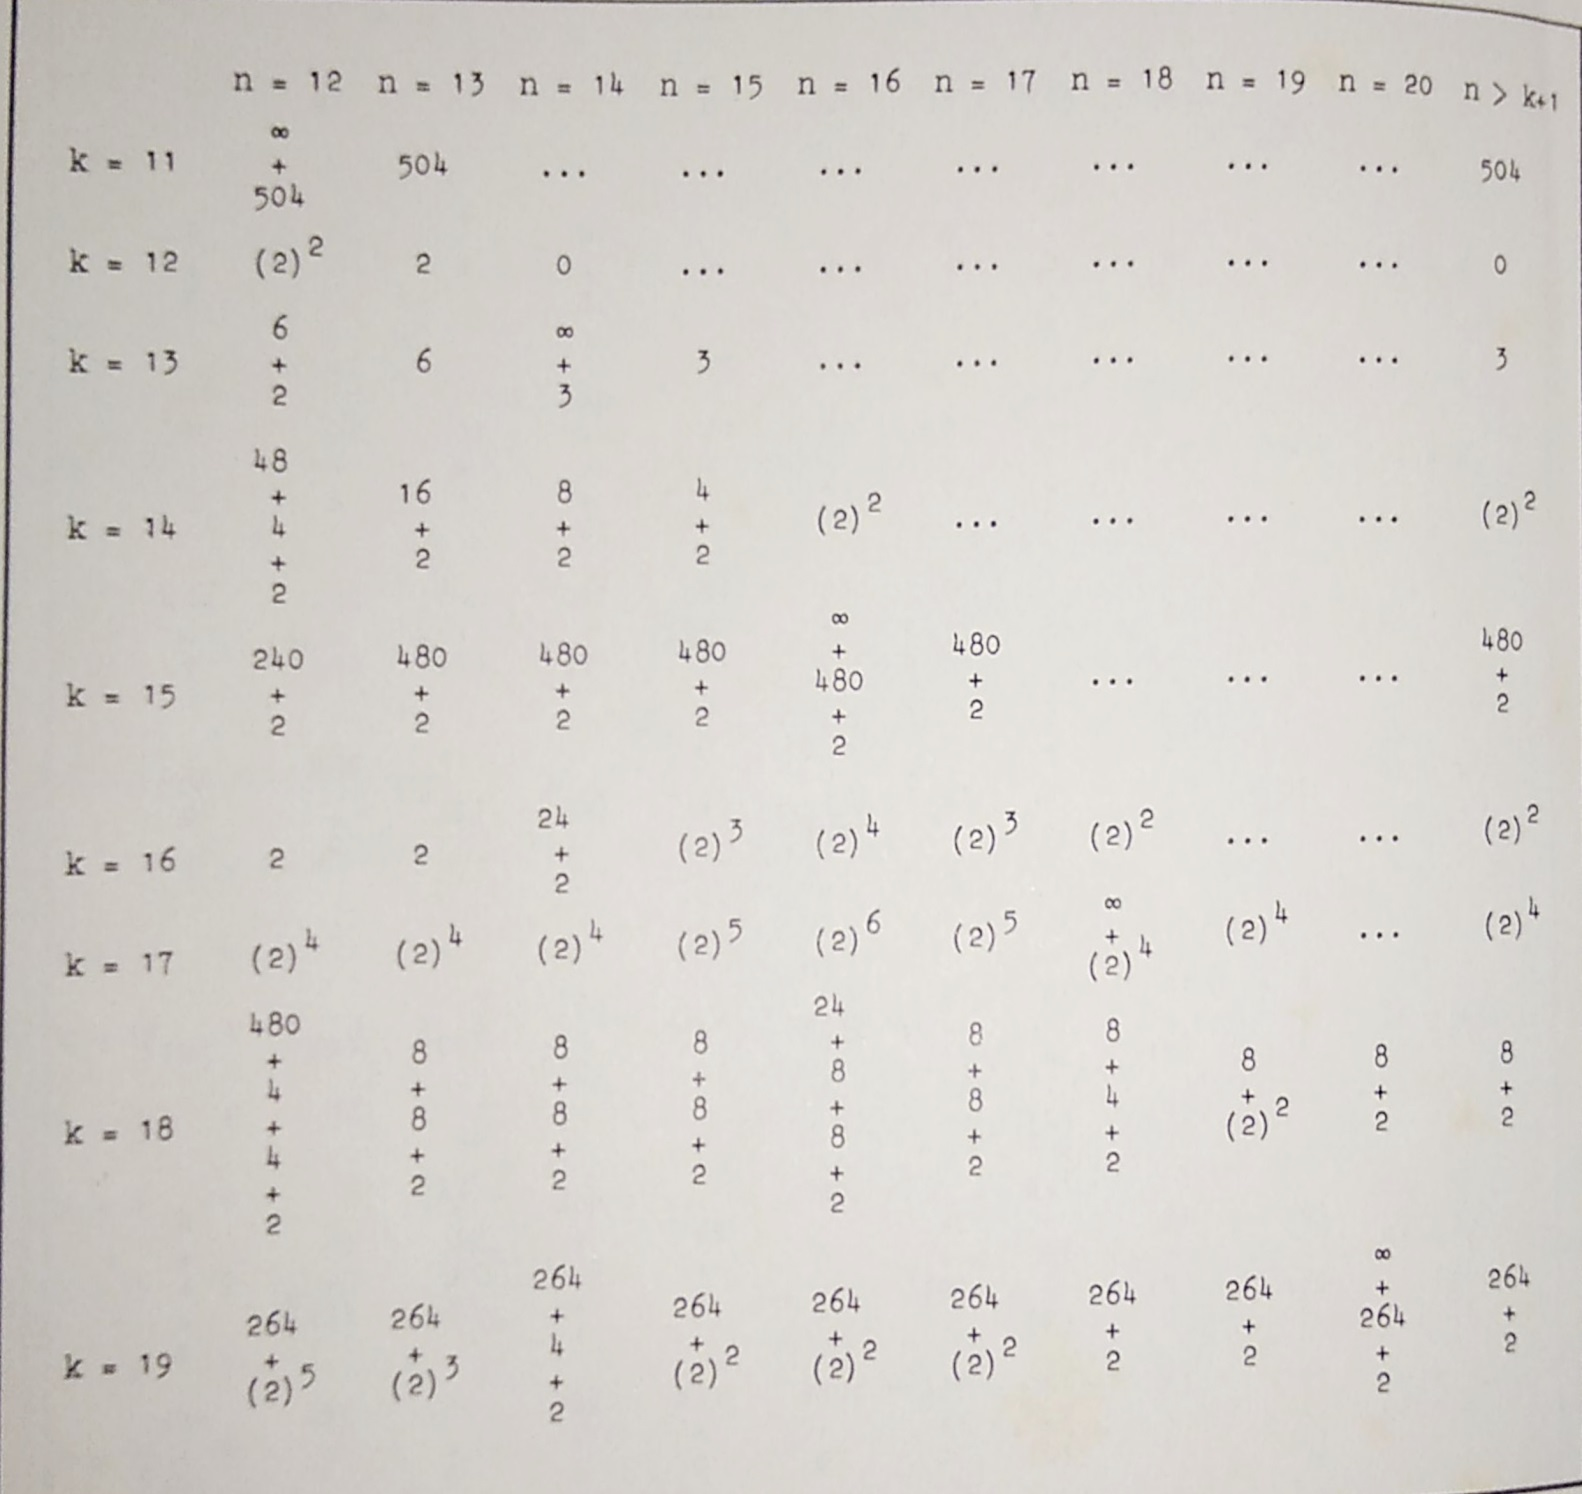 n = 12 n = 13 n = 14 n = 15 n = 16 n = 17 n = 18 n = 19 n = 20 n > k+1
k = 11 ∞ + 504 504 ... ... ... ... ... ... ... 504
k = 12 (2)² 2 0 ... ... ... ... ... ... 0
k = 13 6 + 2 6 ∞ + 3 3 ... ... ... ... ... 3
k = 14 48 + 4 + 2 16 + 2 8 + 2 4 + 2 (2)² ... ... ... ... (2)²
k = 15 240 + 2 480 + 2 480 + 2 480 + 2 ∞ + 480 + 2 480 + 2 ... ... ... 480 + 2
k = 16 2 2 24 + 2 (2)³ (2)⁴ (2)³ (2)² ... ... (2)²
k = 17 (2)⁴ (2)⁴ (2)⁴ (2)⁵ (2)⁶ (2)⁵ ∞ + (2)⁴ (2)⁴ ... (2)⁴
k = 18 480 + 4 + 4 + 2 8 + 8 + 2 8 + 8 + 2 8 + 8 + 2 24 + 8 + 8 + 2 8 + 8 + 2 8 + 4 + 2 8 + (2)² 8 + 2 8 + 2
k = 19 264 + (2)⁵ 264 + (2)³ 264 + 4 + 2 264 + (2)² 264 + (2)² 264 + (2)² 264 + 2 264 + 2 ∞ + 264 + 2 264 + 2